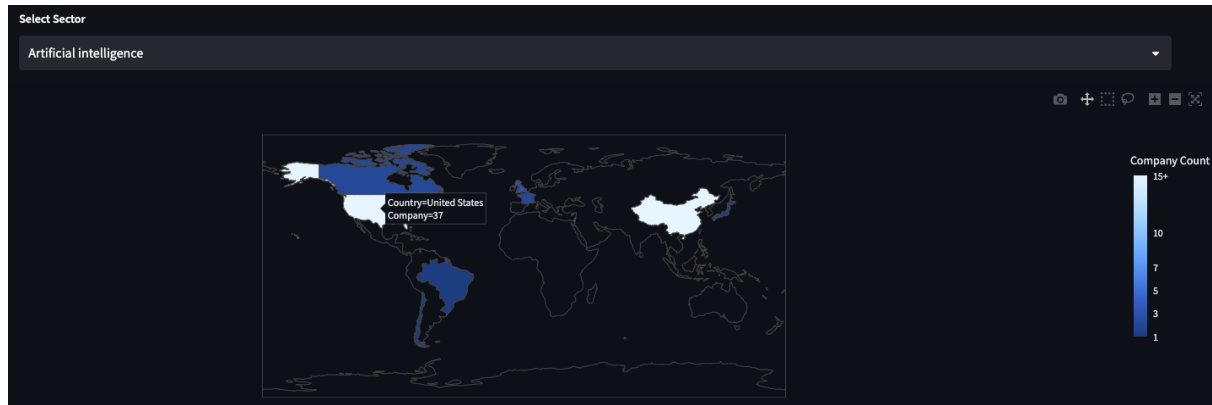 Select Sector
Artificial intelligence
Company Count
15+
Country=United States
Company=37
10
7
5
3
1